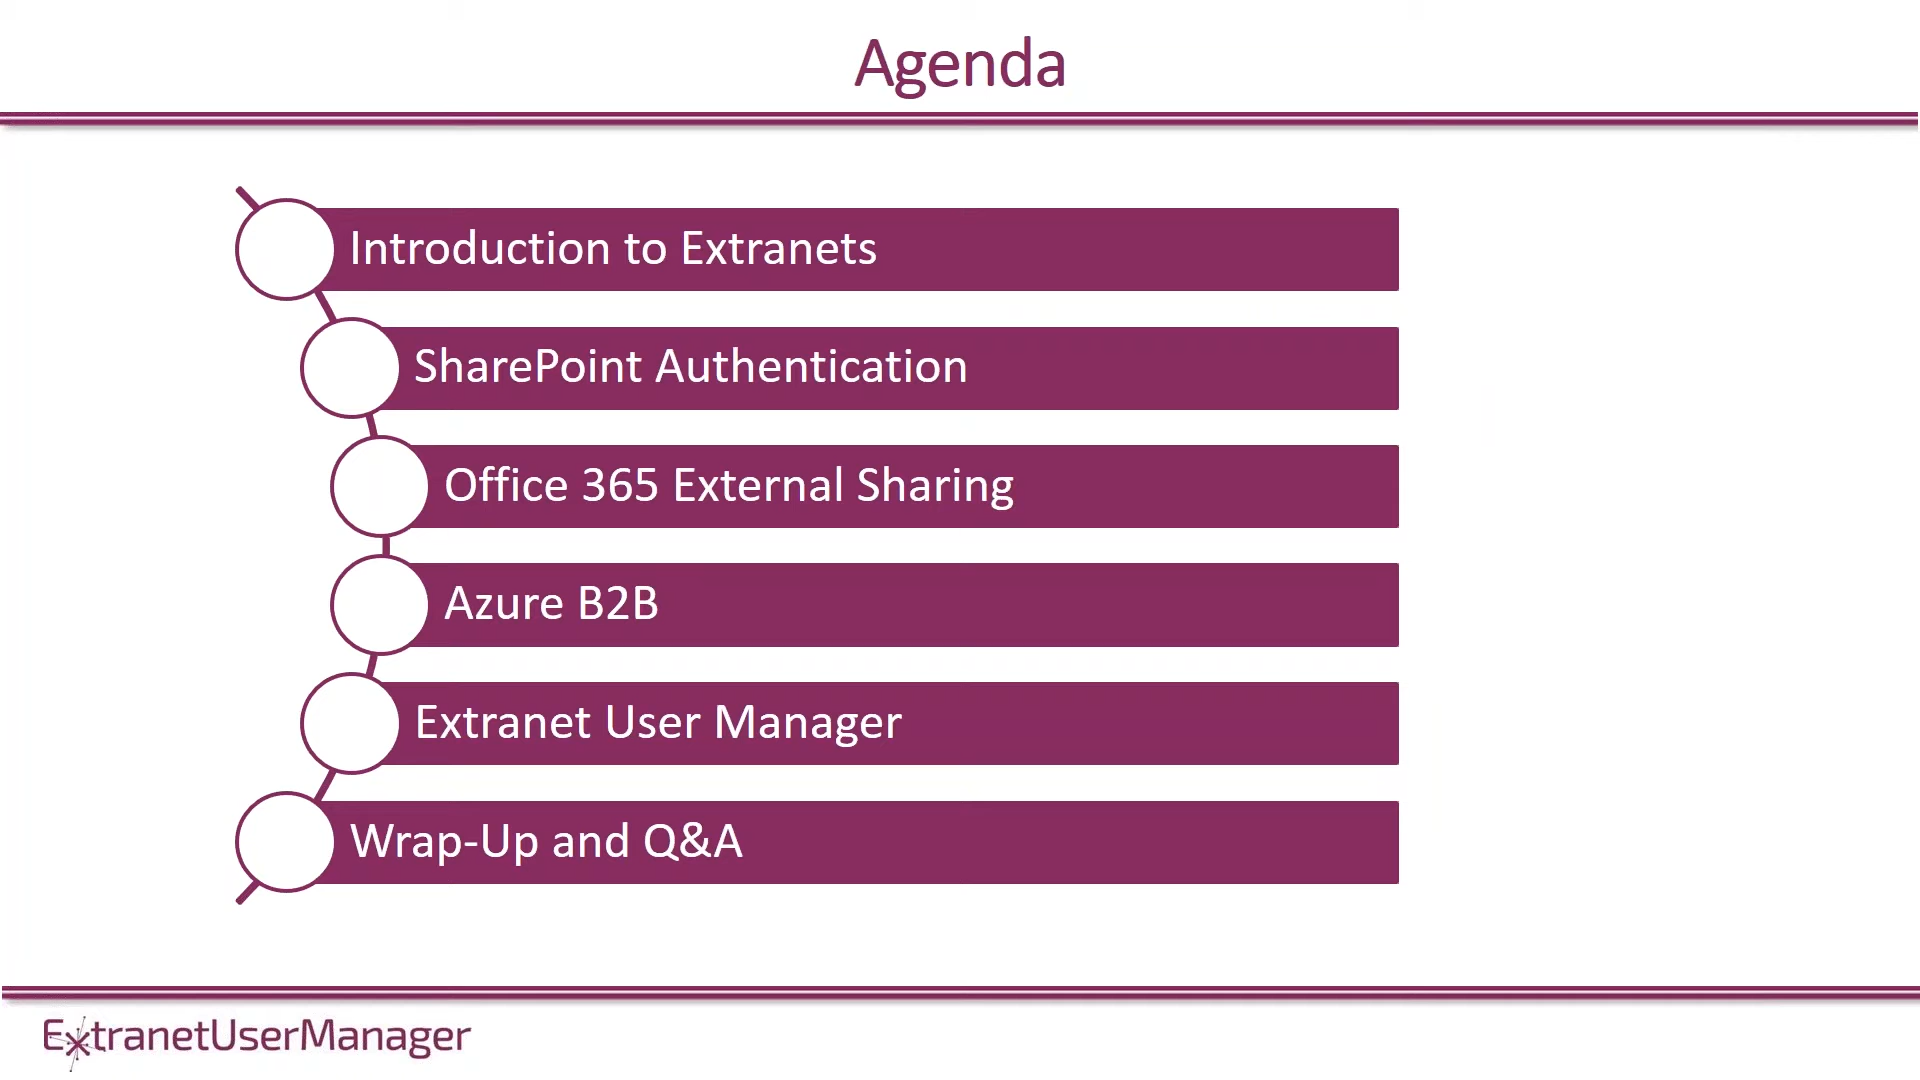 Agenda
Introduction to Extranets
SharePoint Authentication
Office 365 External Sharing
Azure B2B
Extranet User Manager
Wrap-Up and Q&A
ExtranetUserManager